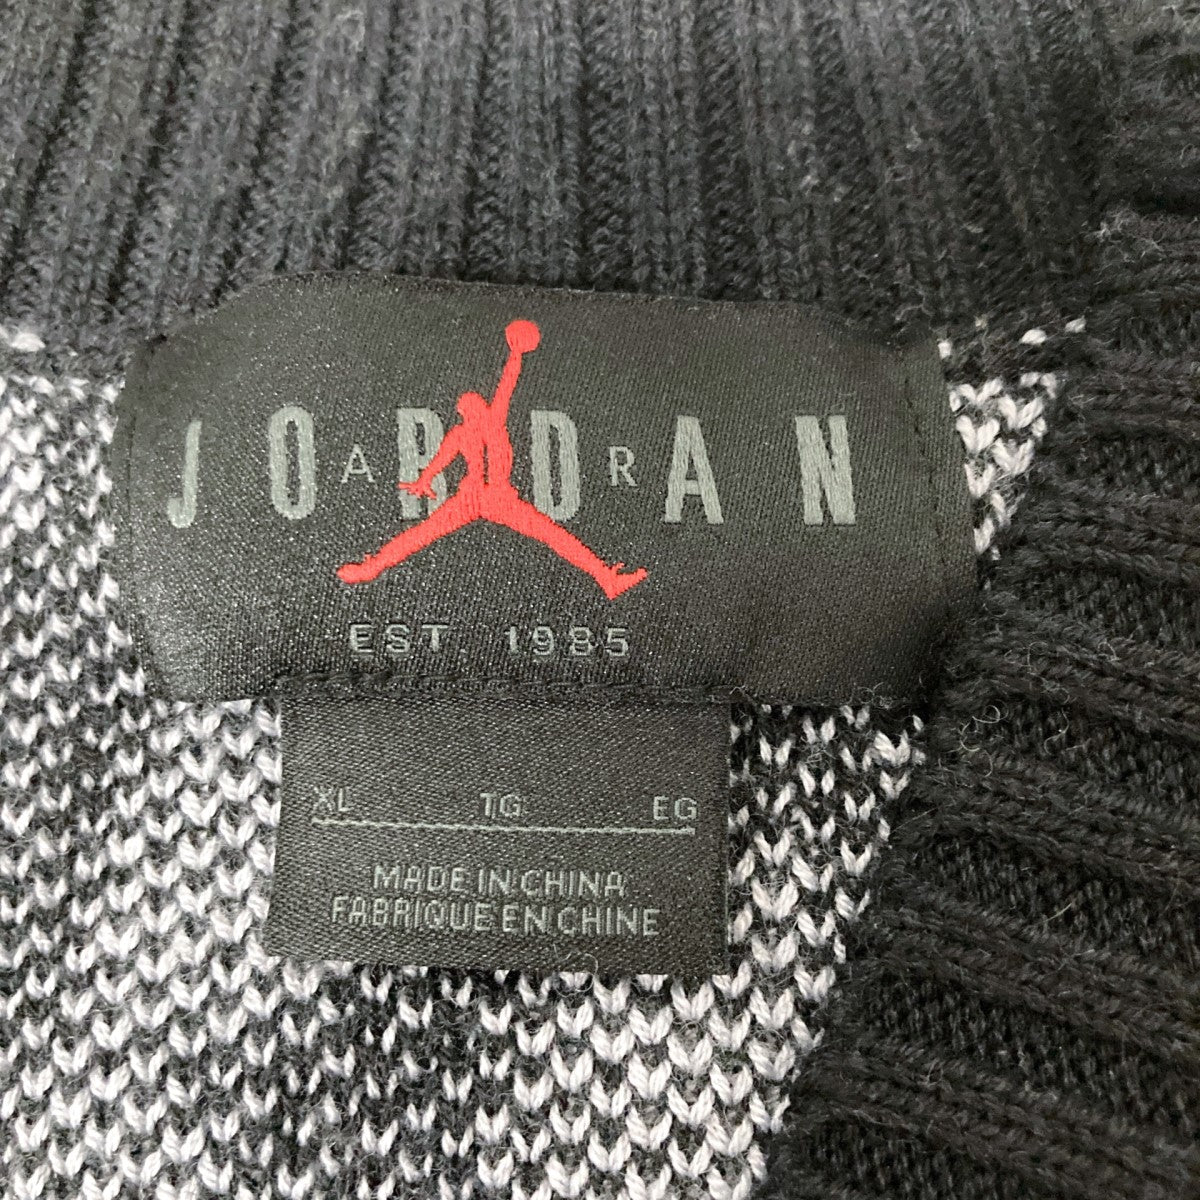 JORDAN
AIR
EST. 1985
XL TG EG
MADE IN CHINA
FABRIQUE EN CHINE